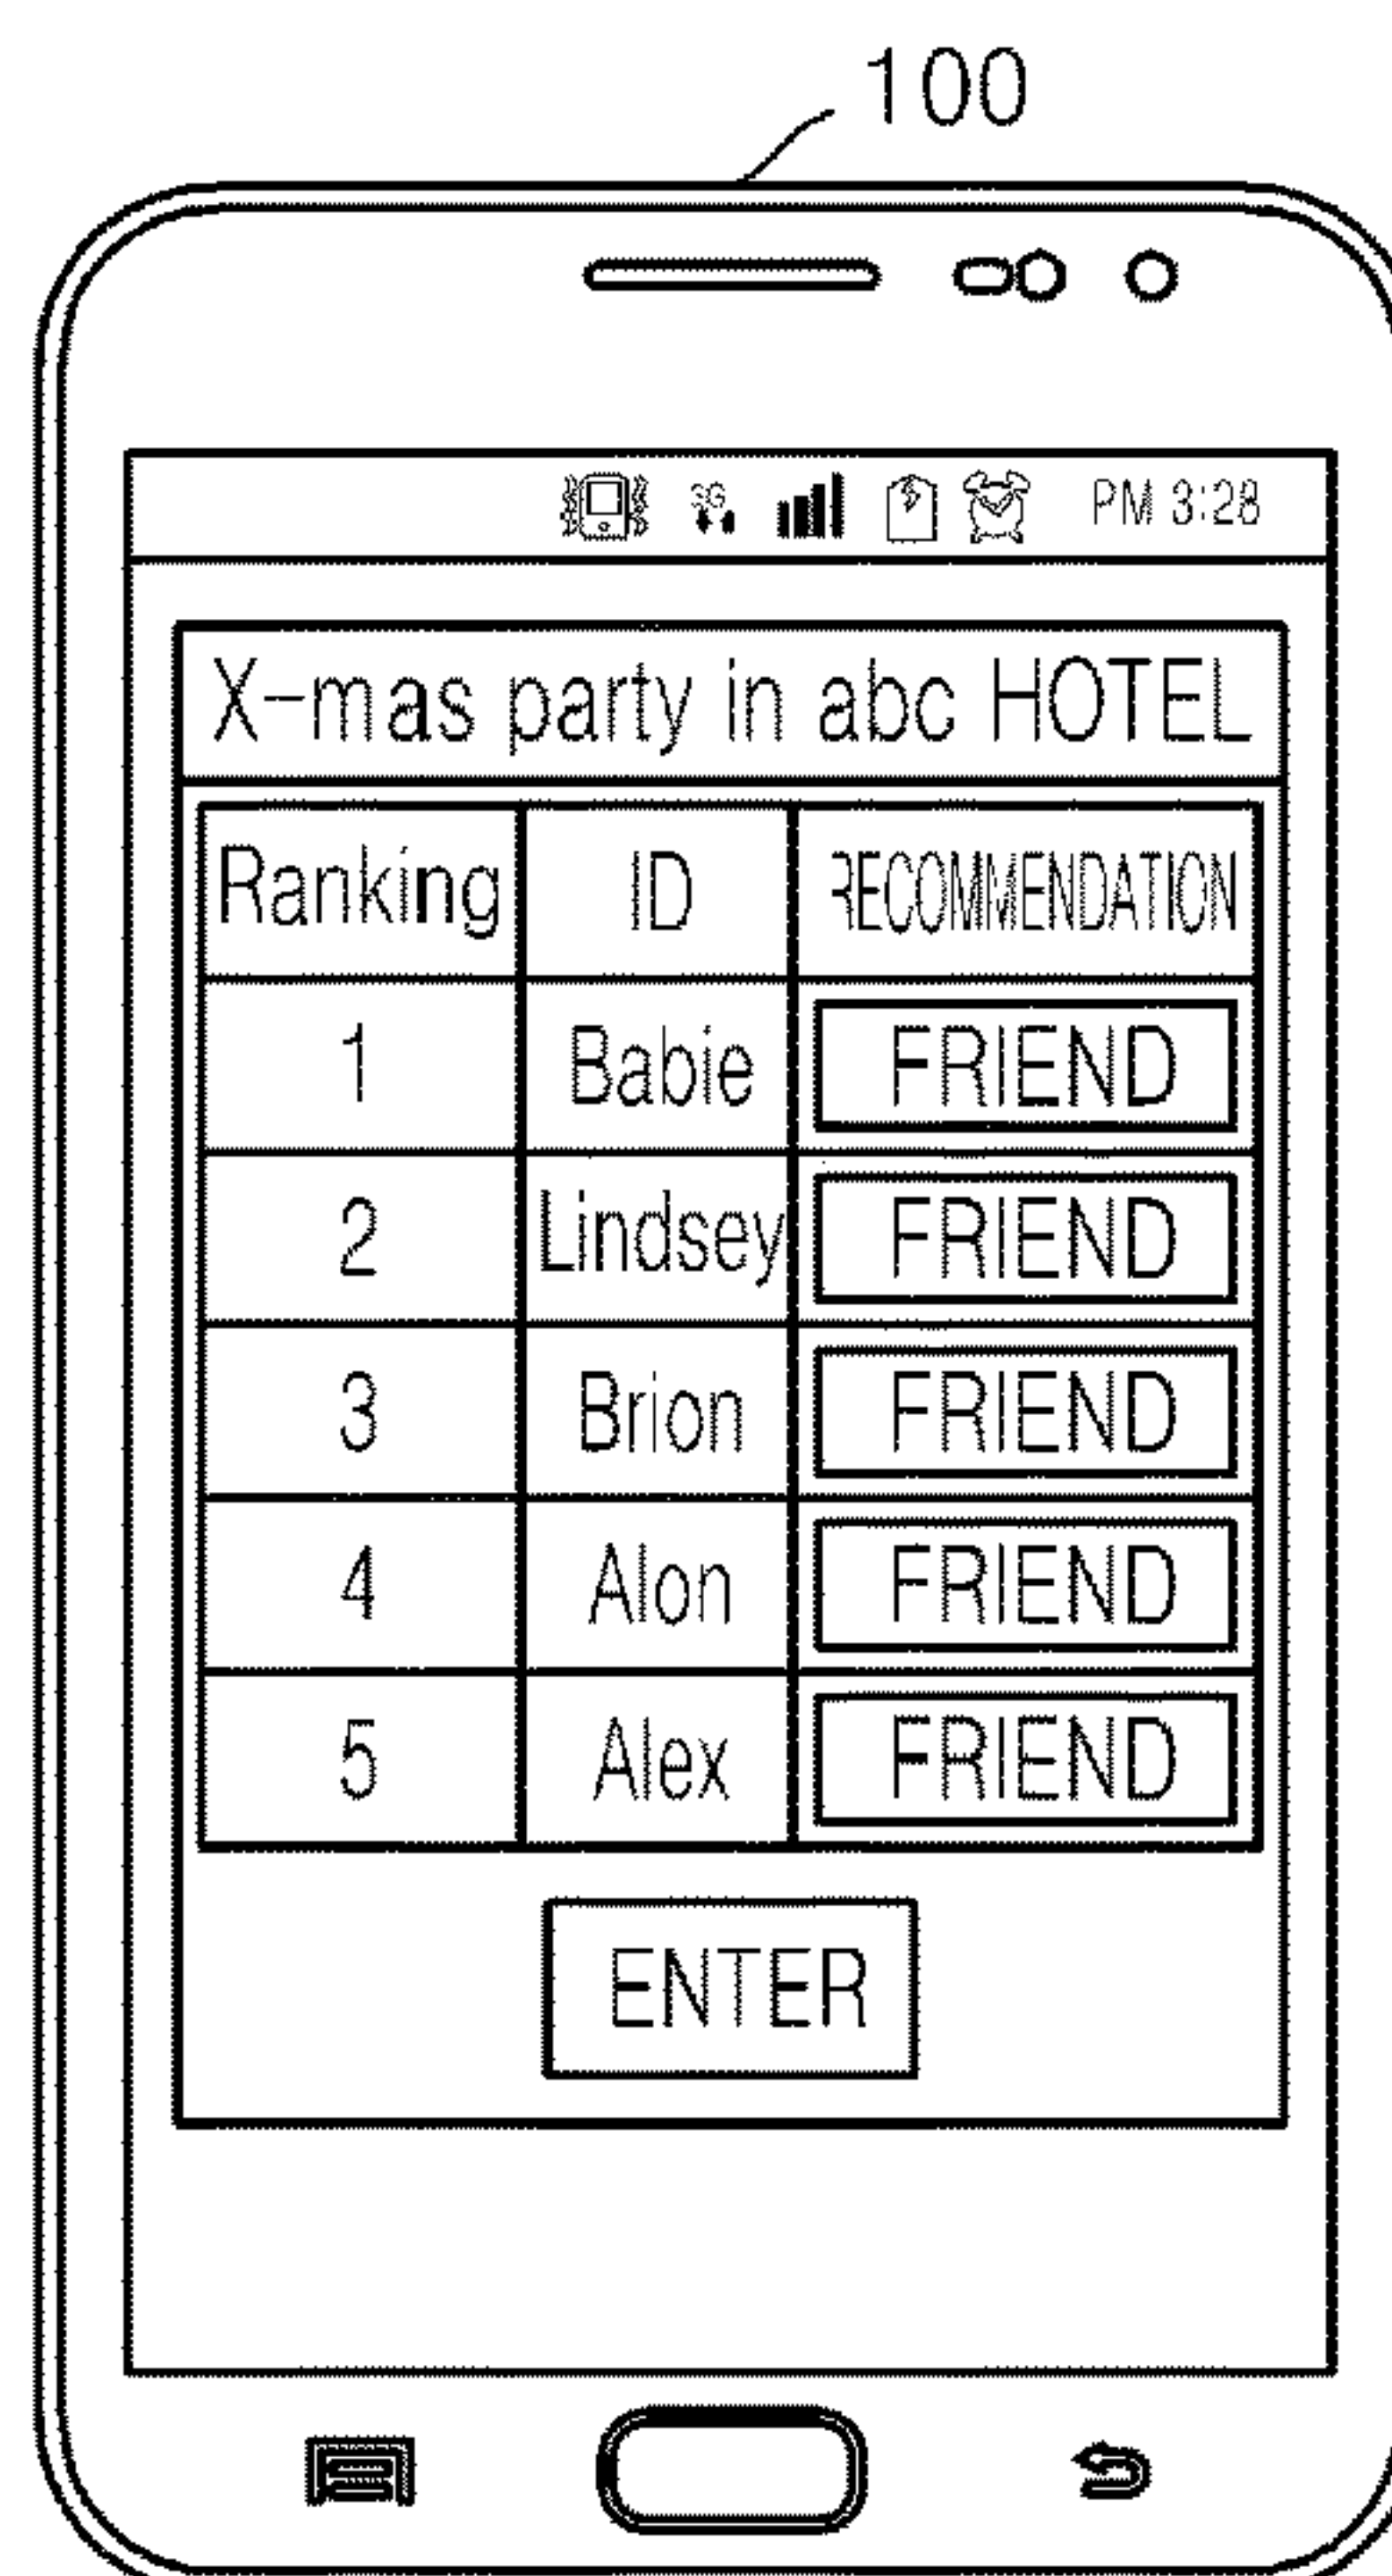 100
3G PM 3:28
X-mas party in abc HOTEL
Ranking ID RECOMMENDATION
1 Babie FRIEND
2 Lindsey FRIEND
3 Brion FRIEND
4 Alon FRIEND
5 Alex FRIEND
ENTER